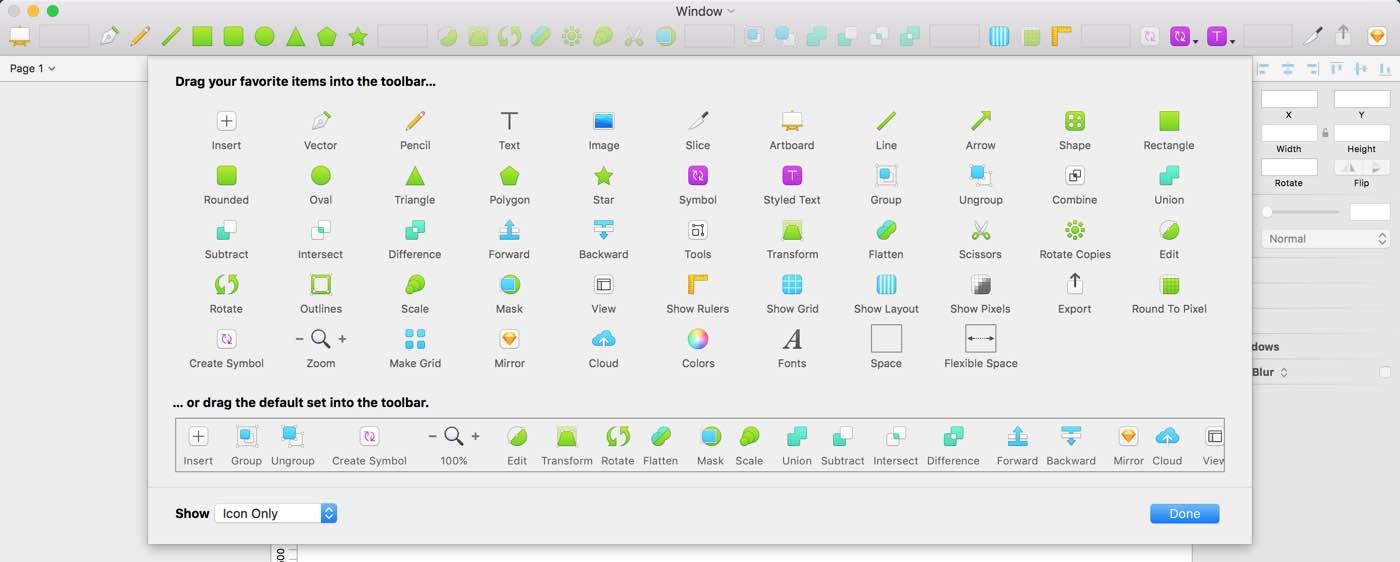 Window
Page 1
Drag your favorite items into the toolbar...
Insert Vector Pencil Text Image Slice Artboard Line Arrow Shape Rectangle
Rounded Oval Triangle Polygon Star Symbol Styled Text Group Ungroup Combine Union
Subtract Intersect Difference Forward Backward Tools Transform Flatten Scissors Rotate Copies Edit
Rotate Outlines Scale Mask View Show Rulers Show Grid Show Layout Show Pixels Export Round To Pixel
Create Symbol Zoom Make Grid Mirror Cloud Colors Fonts Space Flexible Space
... or drag the default set into the toolbar.
Insert Group Ungroup Create Symbol 100% Edit Transform Rotate Flatten Mask Scale Union Subtract Intersect Difference Forward Backward Mirror Cloud View
Show Icon Only Done
X Y
Width Height
Rotate Flip
Normal
dows
Blur